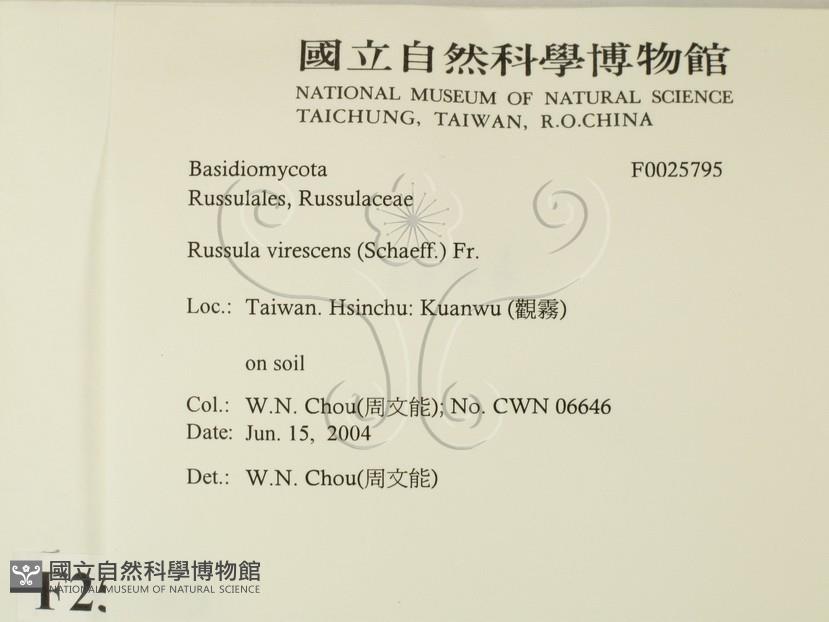 國立自然科學博物館
NATIONAL MUSEUM OF NATURAL SCIENCE
TAICHUNG, TAIWAN, R.O.CHINA
Basidiomycota F0025795
Russulales, Russulaceae
Russula virescens (Schaeff.) Fr.
Loc.: Taiwan. Hsinchu: Kuanwu (觀霧)
on soil
Col.: W.N. Chou(周文能); No. CWN 06646
Date: Jun. 15, 2004
Det.: W.N. Chou(周文能)
國立自然科學博物館
NATIONAL MUSEUM OF NATURAL SCIENCE